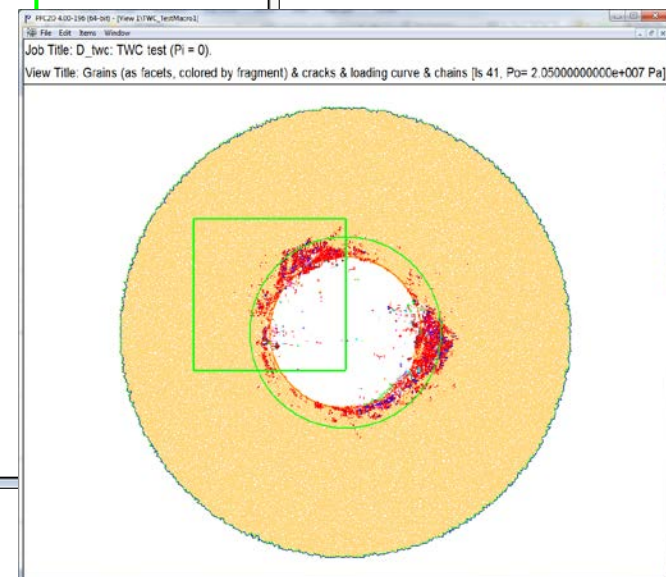 PFC2D 4.00-196 (64-bit) - [View 1\TWC_TestMacro1]
File Edit Items Window
Job Title: D_twc: TWC test (Pi = 0).
View Title: Grains (as facets, colored by fragment) & cracks & loading curve & chains [ls 41, Po= 2.05000000000e+007 Pa]